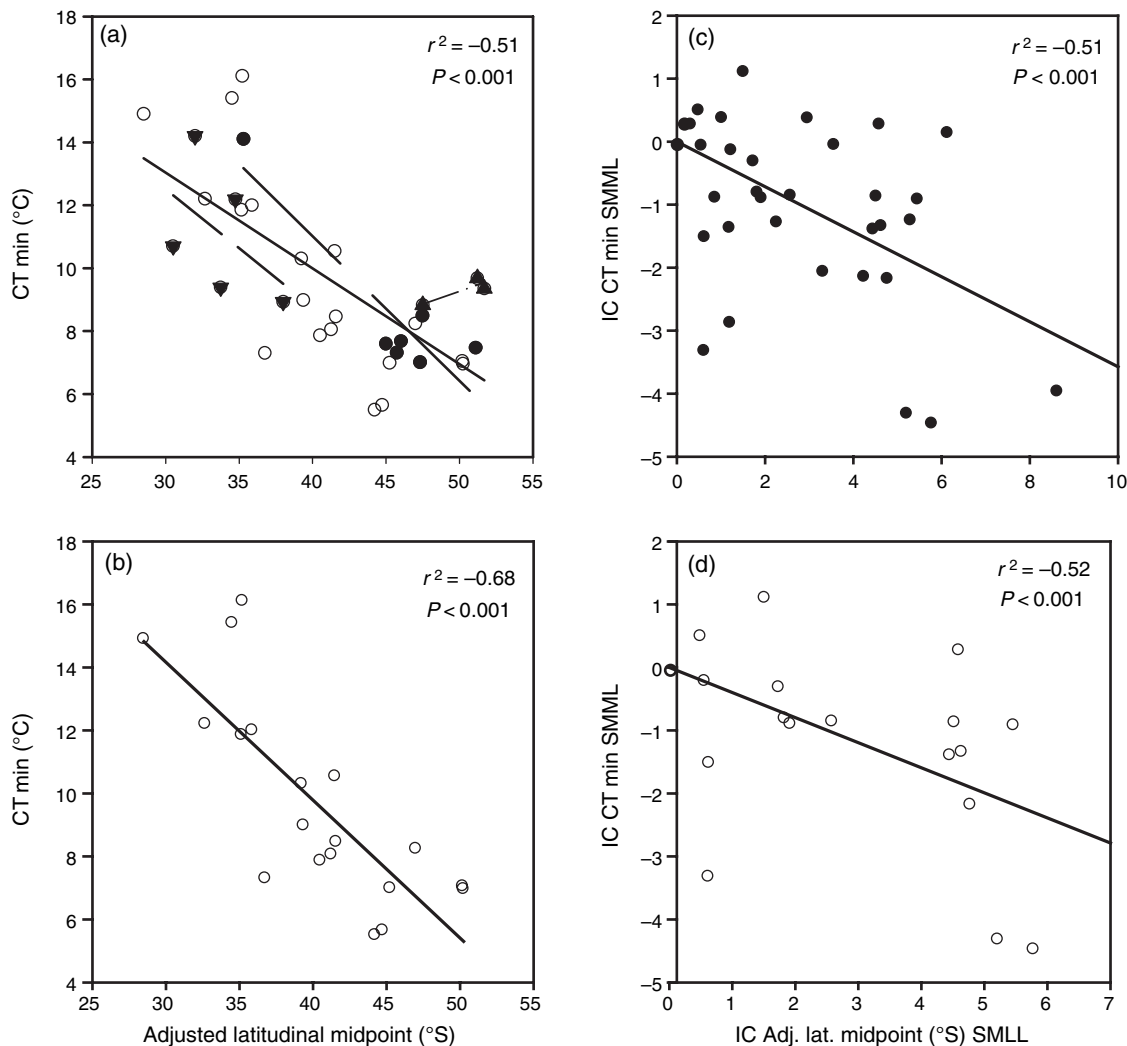 (a)
r² = −0.51
P < 0.001
CT min (°C)
18
16
14
12
10
8
6
4
25 30 35 40 45 50 55
(c)
r² = −0.51
P < 0.001
IC CT min SMML
2
1
0
−1
−2
−3
−4
−5
0 2 4 6 8 10
(b)
r² = −0.68
P < 0.001
CT min (°C)
18
16
14
12
10
8
6
4
25 30 35 40 45 50 55
Adjusted latitudinal midpoint (°S)
(d)
r² = −0.52
P < 0.001
IC CT min SMML
2
1
0
−1
−2
−3
−4
−5
0 1 2 3 4 5 6 7
IC Adj. lat. midpoint (°S) SMLL